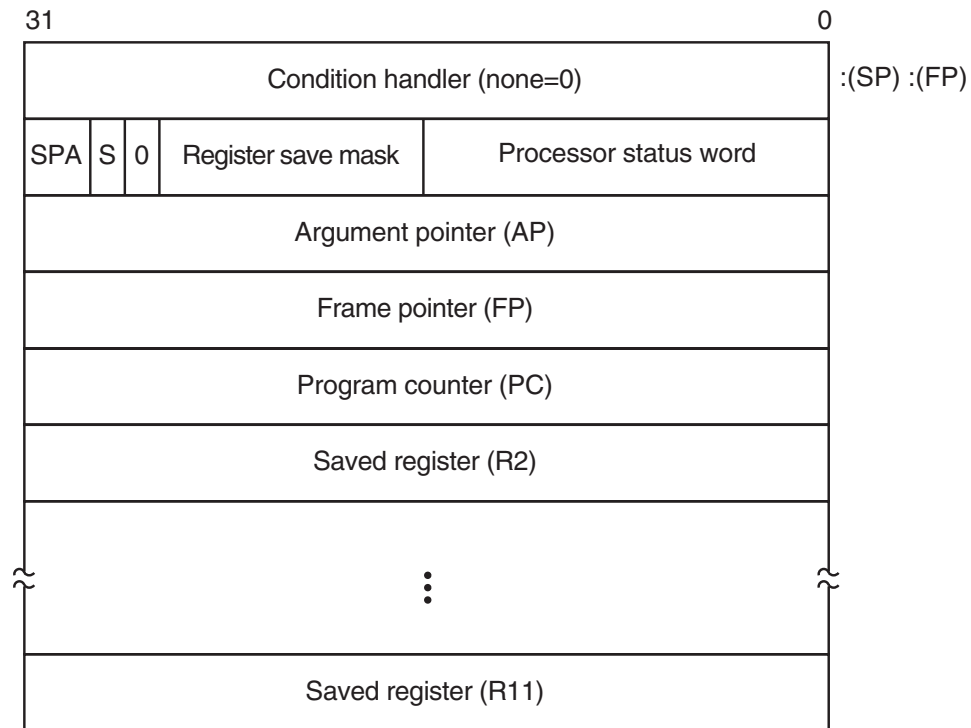 31 0
Condition handler (none=0) :(SP) :(FP)
SPA S 0 Register save mask Processor status word
Argument pointer (AP)
Frame pointer (FP)
Program counter (PC)
Saved register (R2)
Saved register (R11)